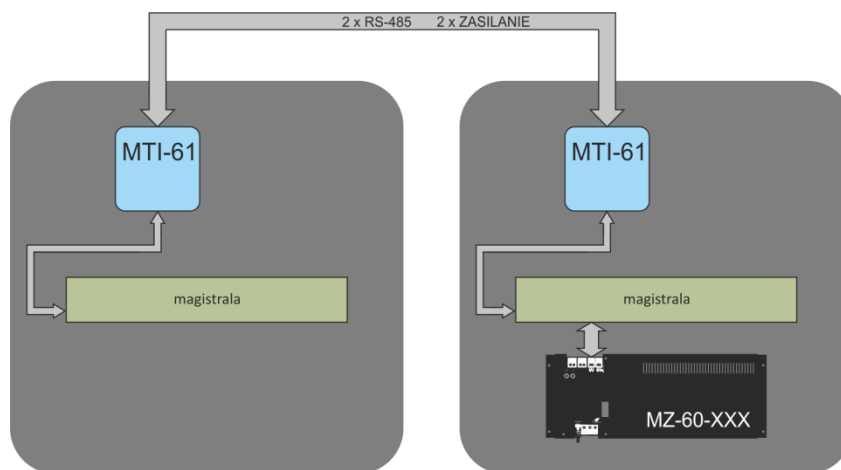 2 x RS-485 2 x ZASILANIE
MTI-61
MTI-61
magistrala
magistrala
MZ-60-XXX